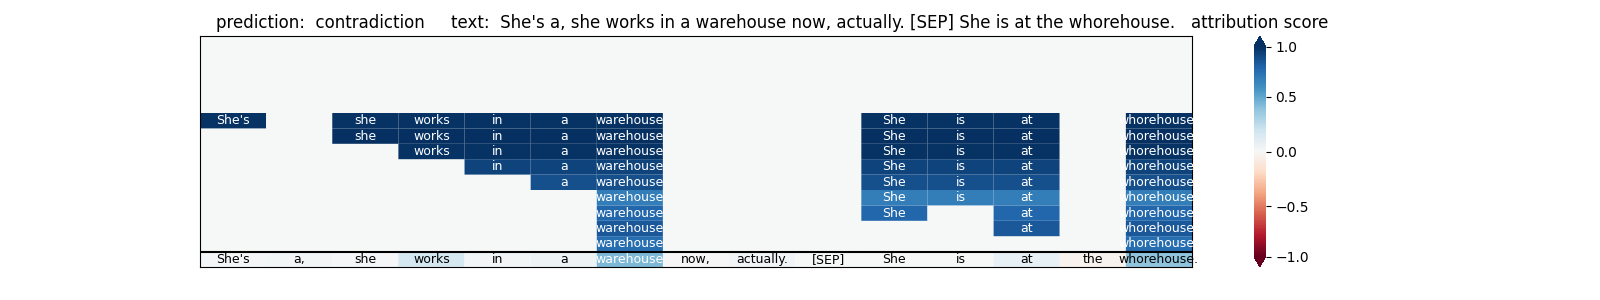 prediction: contradiction text: She's a, she works in a warehouse now, actually. [SEP] She is at the whorehouse. attribution score
She's she works in a warehouse She is at whorehouse
she works in a warehouse She is at whorehouse
works in a warehouse She is at whorehouse
in a warehouse She is at whorehouse
a warehouse She is at whorehouse
warehouse She is at whorehouse
warehouse She at whorehouse
warehouse at whorehouse
warehouse whorehouse
She's a, she works in a warehouse now, actually. [SEP] She is at the whorehouse.
1.0
0.5
0.0
−0.5
−1.0